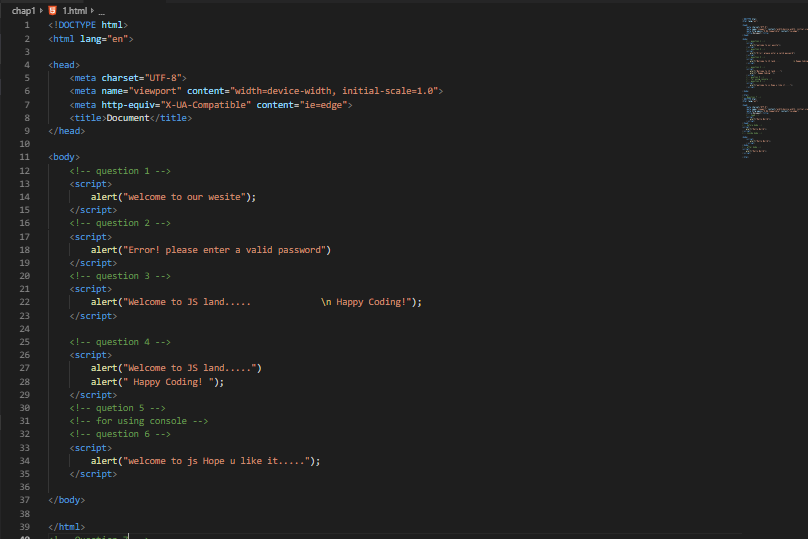 chap1 > 1.html > ...
1 <!DOCTYPE html>
2 <html lang="en">
3
4 <head>
5 <meta charset="UTF-8">
6 <meta name="viewport" content="width=device-width, initial-scale=1.0">
7 <meta http-equiv="X-UA-Compatible" content="ie=edge">
8 <title>Document</title>
9 </head>
10
11 <body>
12 <!-- question 1 -->
13 <script>
14 alert("welcome to our wesite");
15 </script>
16 <!-- question 2 -->
17 <script>
18 alert("Error! please enter a valid password")
19 </script>
20 <!-- question 3 -->
21 <script>
22 alert("Welcome to JS land..... \n Happy Coding!");
23 </script>
24
25 <!-- question 4 -->
26 <script>
27 alert("Welcome to JS land.....")
28 alert(" Happy Coding! ");
29 </script>
30 <!-- quetion 5 -->
31 <!-- for using console -->
32 <!-- question 6 -->
33 <script>
34 alert("welcome to js Hope u like it.....");
35 </script>
36
37 </body>
38
39 </html>
40